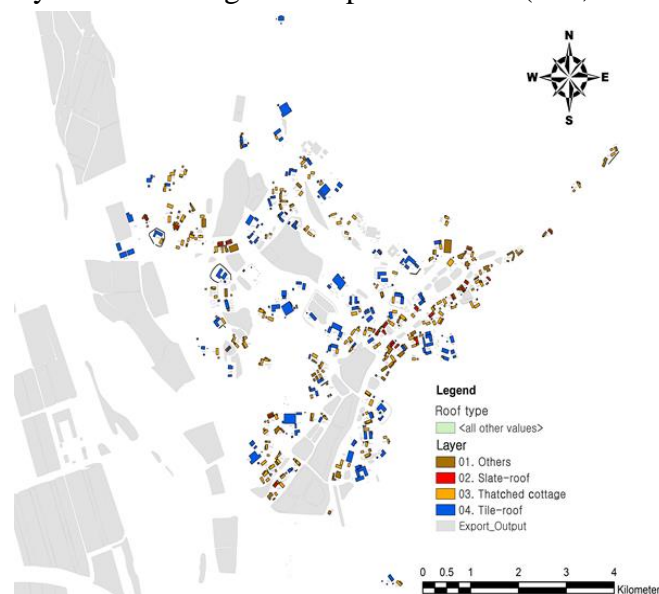 N
W E
S
Legend
Roof type
<all other values>
Layer
01. Others
02. Slate-roof
03. Thatched cottage
04. Tile-roof
Export_Output
0 0.5 1 2 3 4
Kilometer